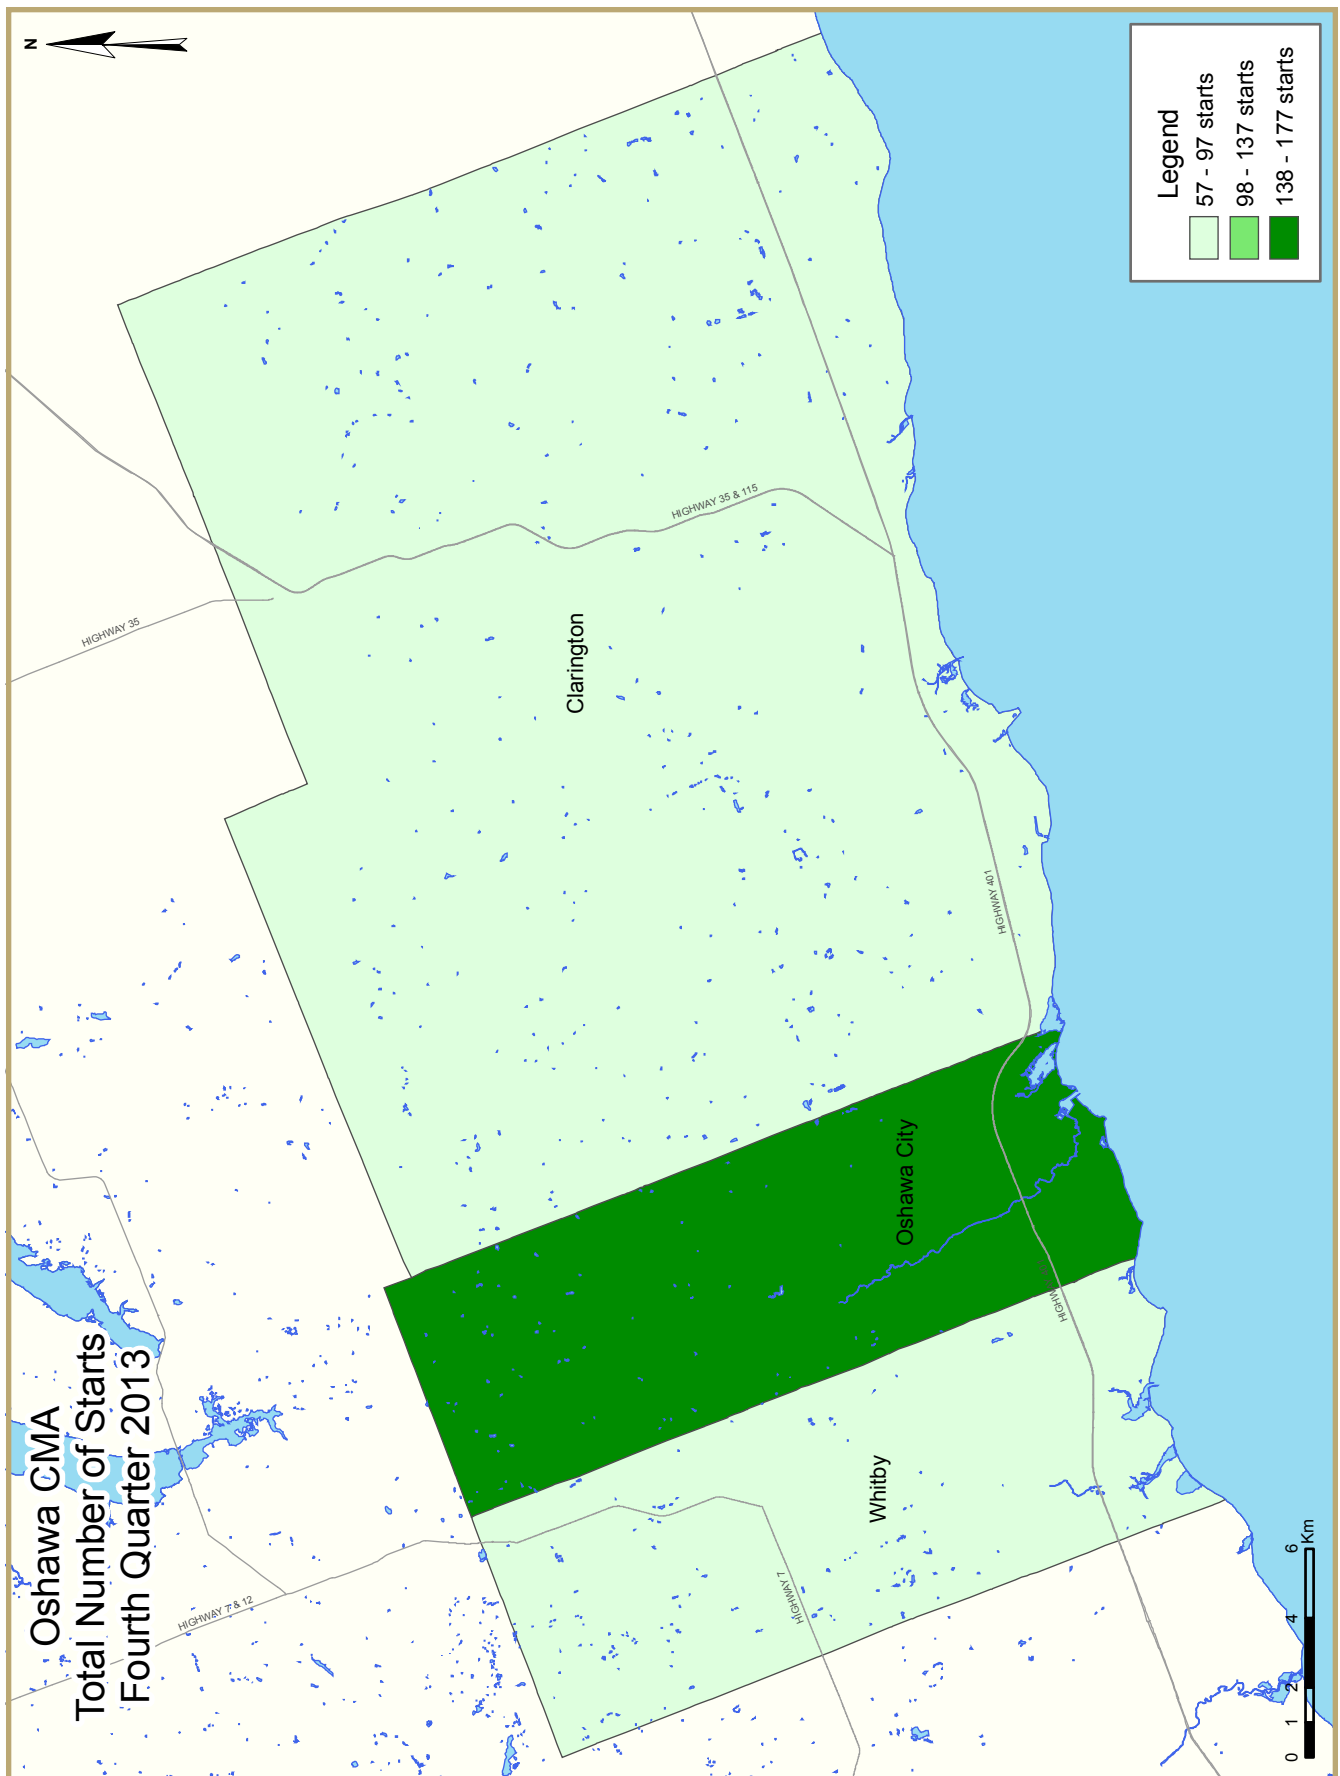 Oshawa CMA
Total Number of Starts
Fourth Quarter 2013
N
HIGHWAY 7 & 12
HIGHWAY 35
HIGHWAY 35 & 115
Clarington
HIGHWAY 401
Oshawa City
Whitby
HIGHWAY 7
Legend
57 - 97 starts
98 - 137 starts
138 - 177 starts
0 1 2 4 6
Km